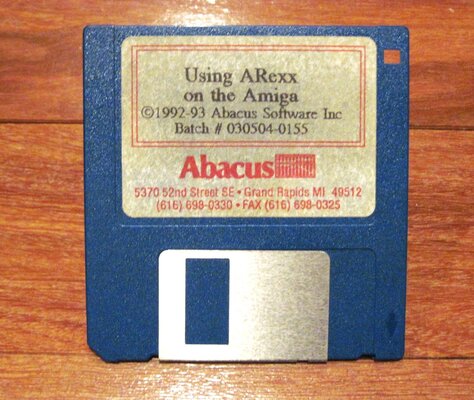 Using ARexx
on the Amiga
©1992-93 Abacus Software Inc
Batch # 030504-0155
Abacus
5370 52nd Street SE • Grand Rapids MI 49512
(616) 698-0330 • FAX (616) 698-0325